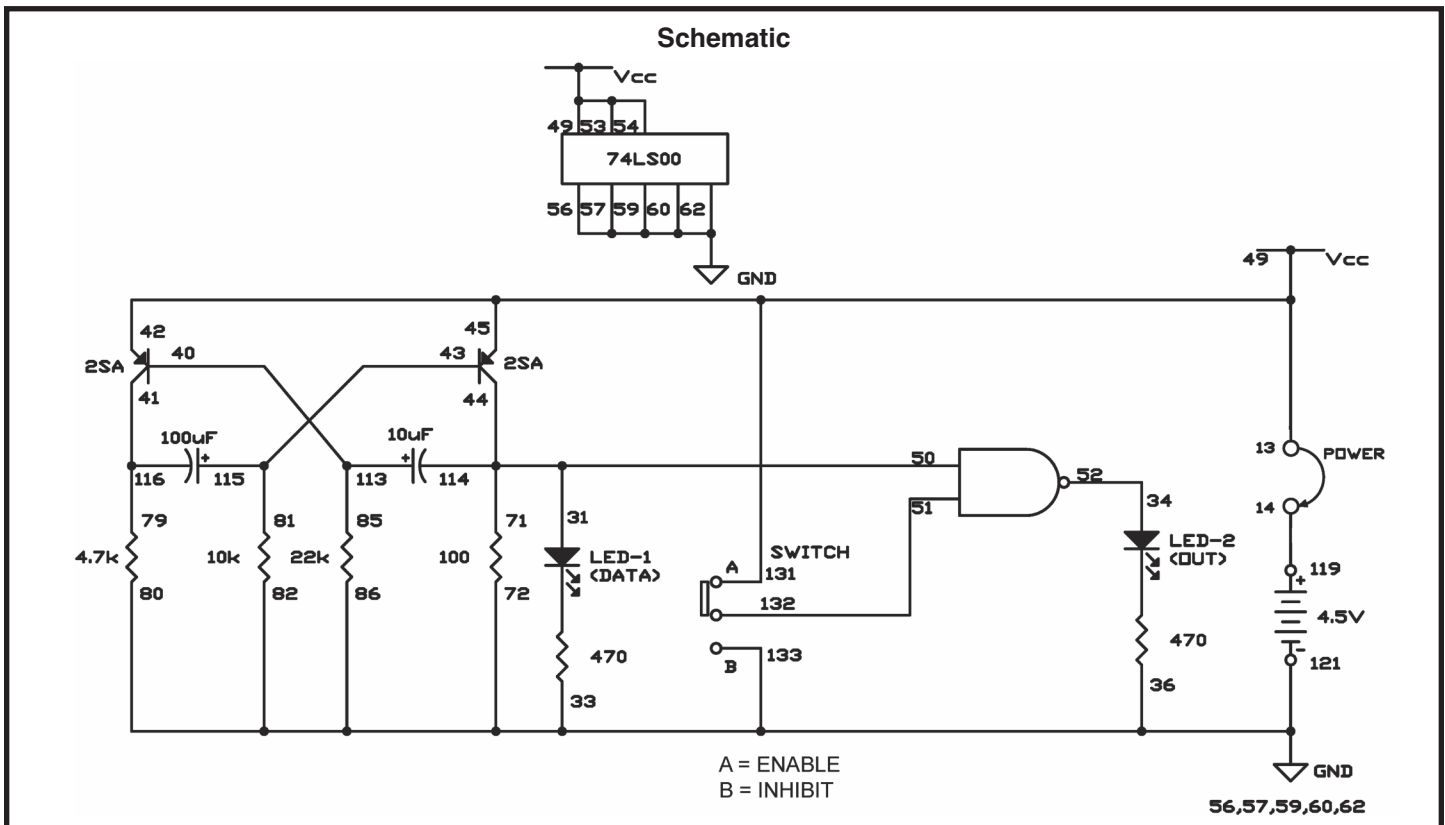 Schematic
Vcc
49 53 54
74LS00
56 57 59 60 62
GND
49 Vcc
42 45
40 43
2SA 2SA
41 44
100uF 10uF
+ +
116 115 113 114
50 52
51
13 POWER
14
79 81 85 71 31 34
4.7k 10k 22k 100
LED-1
(DATA)
LED-2
(OUT)
80 82 86 72
SWITCH
A 131
132
B 133
119
+
4.5V
-
121
470 470
33 36
A = ENABLE
B = INHIBIT
GND
56,57,59,60,62